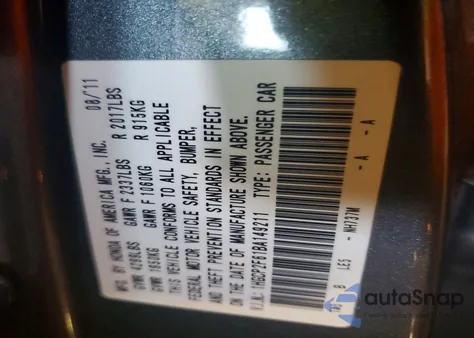 MFD. BY HONDA OF AMERICA MFG., INC. 08/11
GVWR 4288LBS GAWR F 2337LBS R 2017LBS
GVWR 1950KG GAWR F 1060KG R 915KG
THIS VEHICLE CONFORMS TO ALL APPLICABLE
FEDERAL MOTOR VEHICLE SAFETY, BUMPER,
AND THEFT PREVENTION STANDARDS IN EFFECT
ON THE DATE OF MANUFACTURE SHOWN ABOVE.
V.I.N.: 1HGCP2F61BA149211 TYPE: PASSENGER CAR
B LE5 - NH737M - A - A
autoSnap